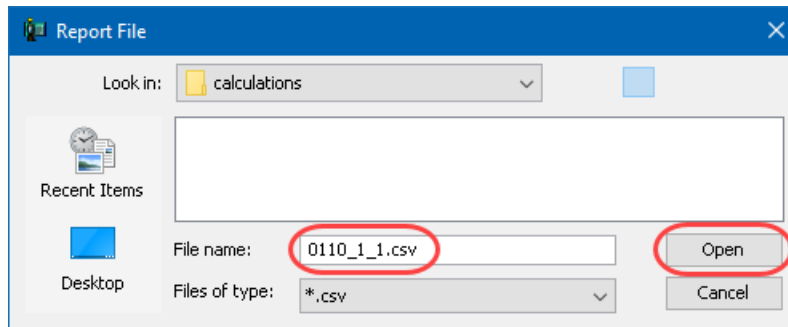 Report File
Look in: calculations
Recent Items
Desktop
File name: 0110_1_1.csv Open
Files of type: *.csv Cancel